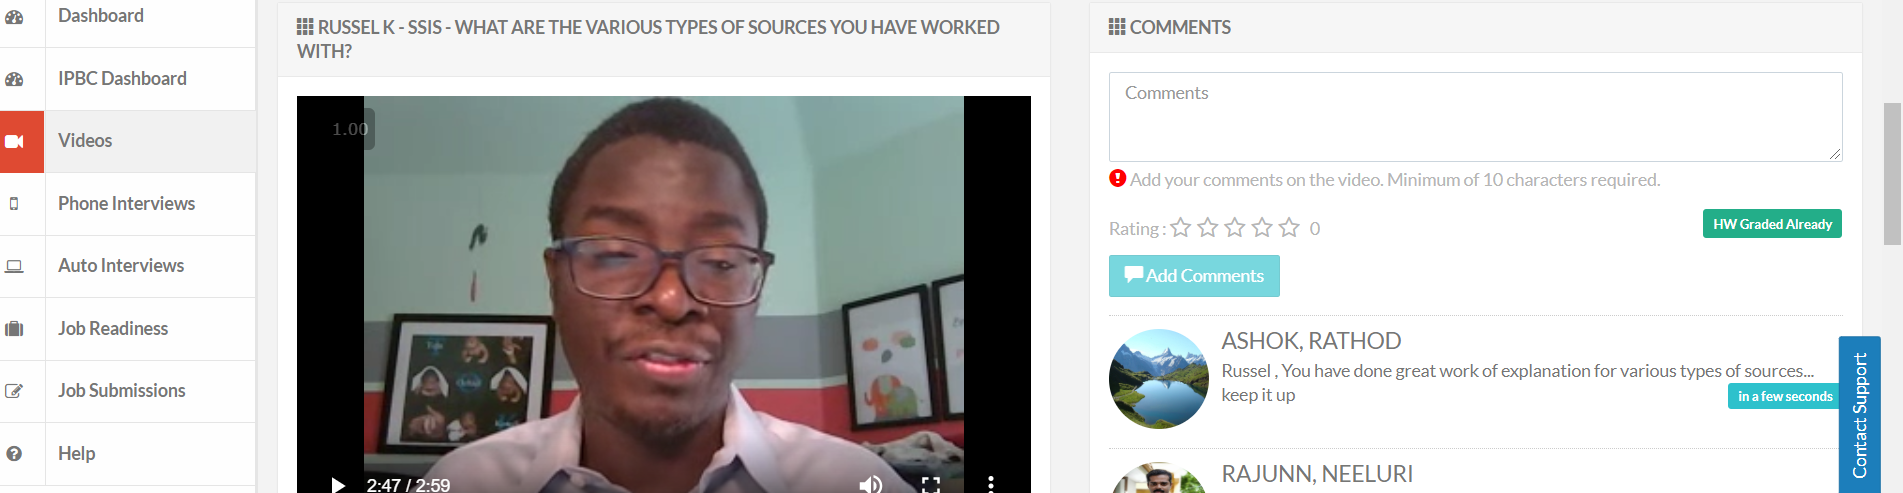 Dashboard
IPBC Dashboard
Videos
Phone Interviews
Auto Interviews
Job Readiness
Job Submissions
Help
RUSSEL K - SSIS - WHAT ARE THE VARIOUS TYPES OF SOURCES YOU HAVE WORKED
WITH?
1.00
2:47 / 2:59
COMMENTS
Comments
Add your comments on the video. Minimum of 10 characters required.
Rating : 0
HW Graded Already
Add Comments
ASHOK, RATHOD
Russel , You have done great work of explanation for various types of sources...
keep it up
in a few seconds
RAJUNN, NEELURI
Contact Support